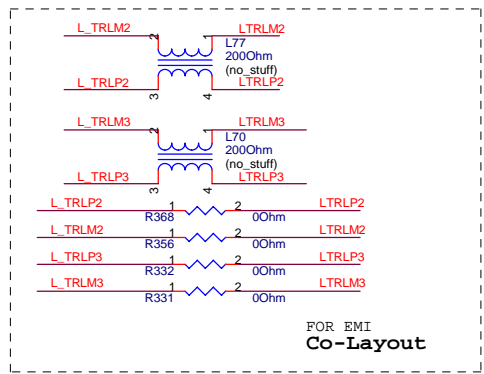 L_TRLM2 2 1 LTRLM2
L77
200Ohm
(no_stuff)
L_TRLP2 3 4 LTRLP2
L_TRLM3 2 1 LTRLM3
L70
200Ohm
(no_stuff)
L_TRLP3 3 4 LTRLP3
L_TRLP2 1 2 LTRLP2
R368 0Ohm
L_TRLM2 1 2 LTRLM2
R356 0Ohm
L_TRLP3 1 2 LTRLP3
R332 0Ohm
L_TRLM3 1 2 LTRLM3
R331 0Ohm
FOR EMI
Co-Layout